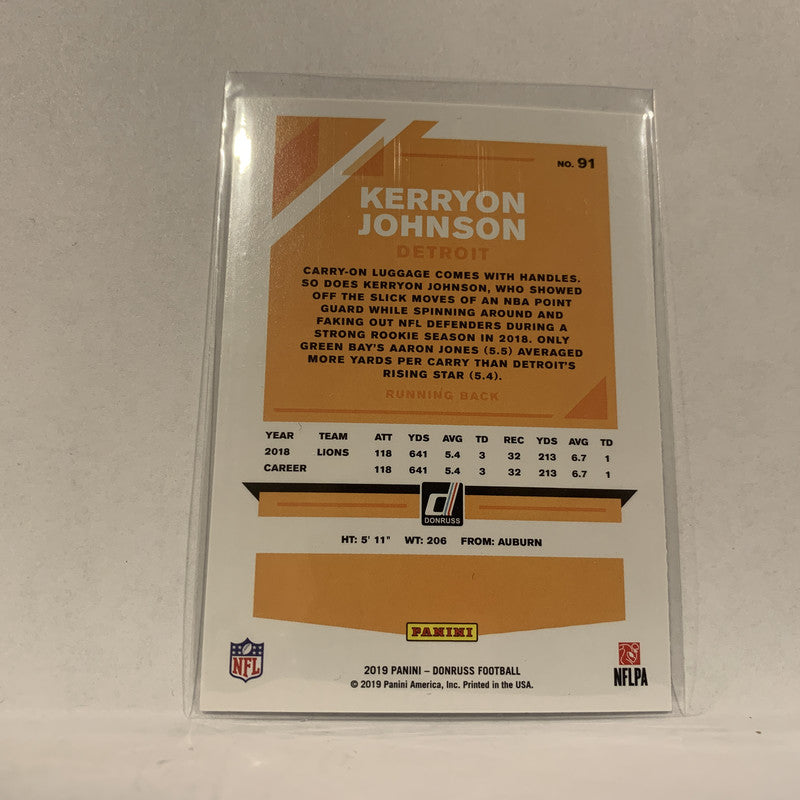 NO. 91
KERRYON
JOHNSON
DETROIT
CARRY-ON LUGGAGE COMES WITH HANDLES.
SO DOES KERRYON JOHNSON, WHO SHOWED
OFF THE SLICK MOVES OF AN NBA POINT
GUARD WHILE SPINNING AROUND AND
FAKING OUT NFL DEFENDERS DURING A
STRONG ROOKIE SEASON IN 2018. ONLY
GREEN BAY'S AARON JONES (5.5) AVERAGED
MORE YARDS PER CARRY THAN DETROIT'S
RISING STAR (5.4).
RUNNING BACK
YEAR TEAM ATT YDS AVG TD REC YDS AVG TD
2018 LIONS 118 641 5.4 3 32 213 6.7 1
CAREER 118 641 5.4 3 32 213 6.7 1
d
DONRUSS
HT: 5' 11" WT: 206 FROM: AUBURN
PANINI
NFL
NFLPA
2019 PANINI – DONRUSS FOOTBALL
© 2019 Panini America, Inc. Printed in the USA.